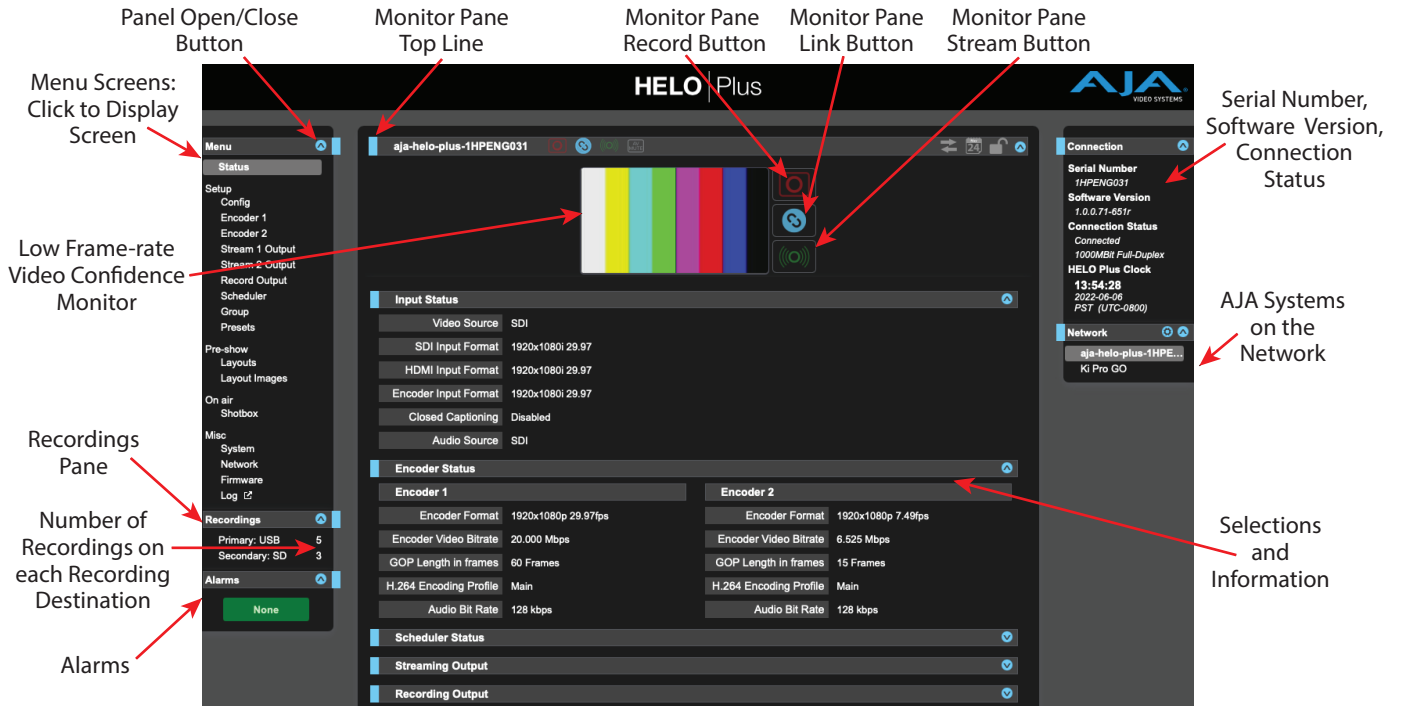 Panel Open/Close
Button
Monitor Pane
Top Line
Monitor Pane
Record Button
Monitor Pane
Link Button
Monitor Pane
Stream Button
Menu Screens:
Click to Display
Screen
Low Frame-rate
Video Confidence
Monitor
Recordings
Pane
Number of
Recordings on
each Recording
Destination
Alarms
HELO Plus
AJA
VIDEO SYSTEMS
Menu
Status
Setup
Config
Encoder 1
Encoder 2
Stream 1 Output
Stream 2 Output
Record Output
Scheduler
Group
Presets
Pre-show
Layouts
Layout Images
On air
Shotbox
Misc
System
Network
Firmware
Log
Recordings
Primary: USB 5
Secondary: SD 3
Alarms
None
aja-helo-plus-1HPENG031
24
Input Status
Video Source SDI
SDI Input Format 1920x1080i 29.97
HDMI Input Format 1920x1080i 29.97
Encoder Input Format 1920x1080i 29.97
Closed Captioning Disabled
Audio Source SDI
Encoder Status
Encoder 1
Encoder Format 1920x1080p 29.97fps
Encoder Video Bitrate 20.000 Mbps
GOP Length in frames 60 Frames
H.264 Encoding Profile Main
Audio Bit Rate 128 kbps
Encoder 2
Encoder Format 1920x1080p 7.49fps
Encoder Video Bitrate 6.525 Mbps
GOP Length in frames 15 Frames
H.264 Encoding Profile Main
Audio Bit Rate 128 kbps
Scheduler Status
Streaming Output
Recording Output
Connection
Serial Number
1HPENG031
Software Version
1.0.0.71-651r
Connection Status
Connected
1000MBit Full-Duplex
HELO Plus Clock
13:54:28
2022-06-06
PST (UTC-0800)
Network
aja-helo-plus-1HPE...
Ki Pro GO
Serial Number,
Software Version,
Connection
Status
AJA Systems
on the
Network
Selections
and
Information